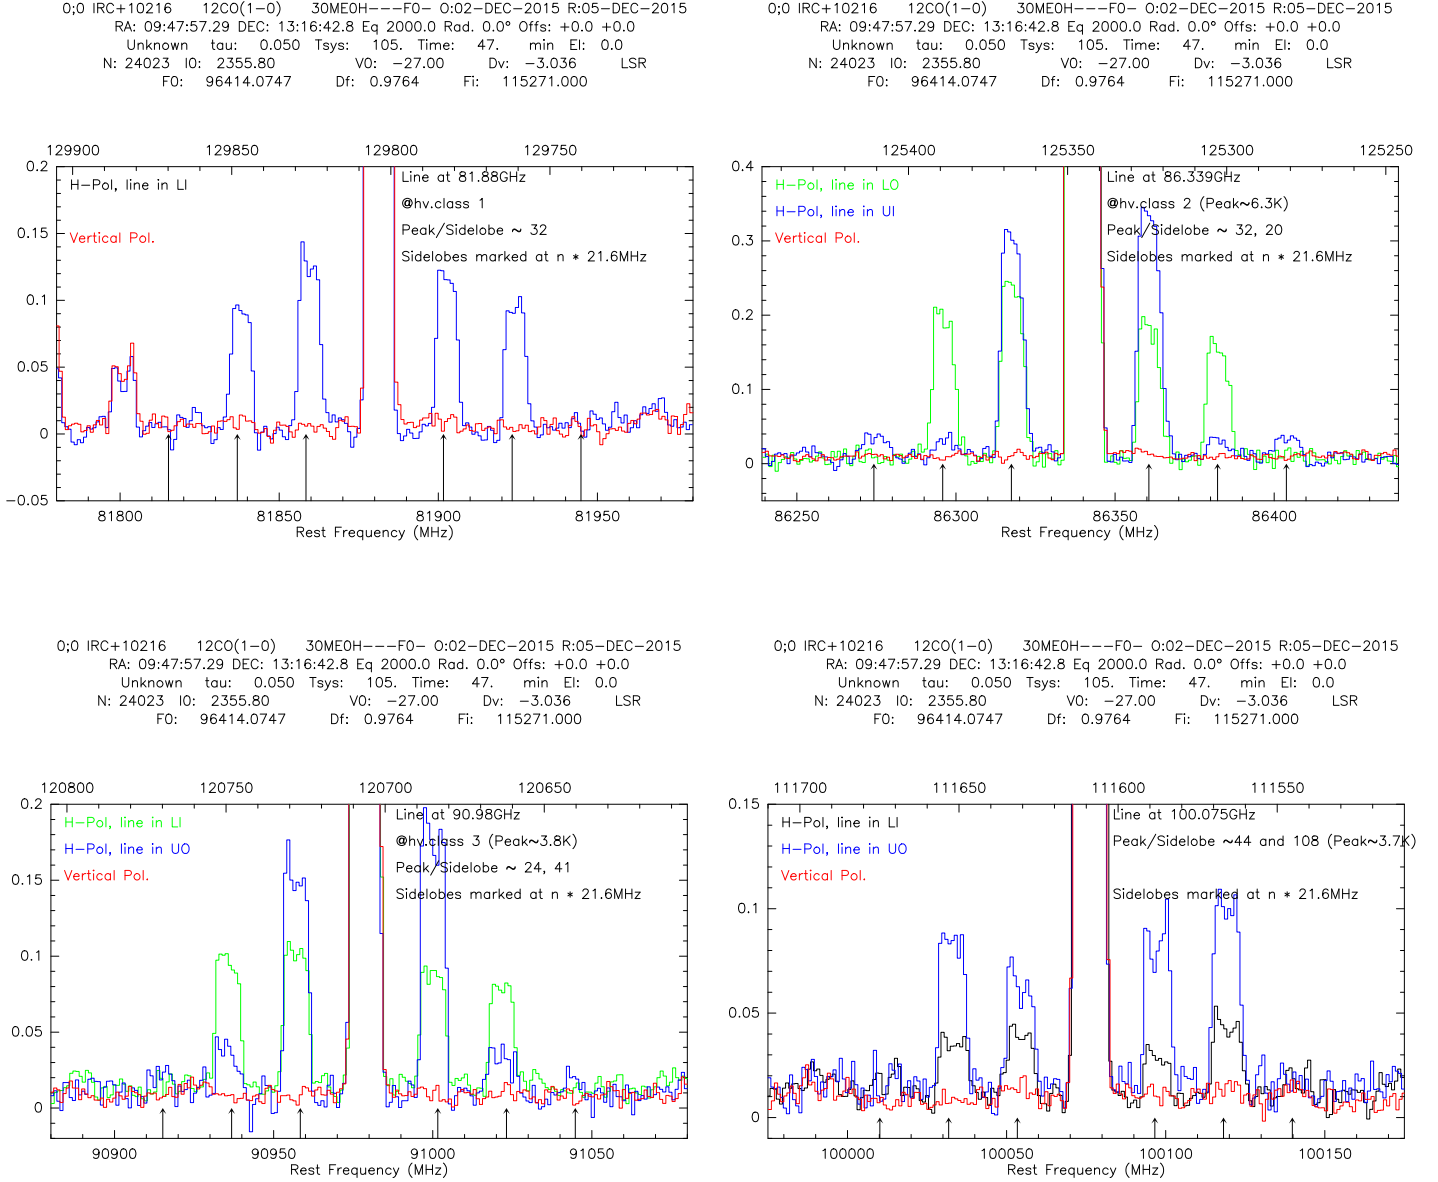 0;0 IRC+10216 12CO(1-0) 30ME0H---F0- O:02-DEC-2015 R:05-DEC-2015
RA: 09:47:57.29 DEC: 13:16:42.8 Eq 2000.0 Rad. 0.0° Offs: +0.0 +0.0
Unknown tau: 0.050 Tsys: 105. Time: 47. min El: 0.0
N: 24023 I0: 2355.80 V0: -27.00 Dv: -3.036 LSR
F0: 96414.0747 Df: 0.9764 Fi: 115271.000
129900 129850 129800 129750
0.2
0.15
0.1
0.05
0
-0.05
H-Pol, line in LI
Vertical Pol.
Line at 81.88GHz
@hv.class 1
Peak/Sidelobe ~ 32
Sidelobes marked at n * 21.6MHz
81800 81850 81900 81950
Rest Frequency (MHz)
0;0 IRC+10216 12CO(1-0) 30ME0H---F0- O:02-DEC-2015 R:05-DEC-2015
RA: 09:47:57.29 DEC: 13:16:42.8 Eq 2000.0 Rad. 0.0° Offs: +0.0 +0.0
Unknown tau: 0.050 Tsys: 105. Time: 47. min El: 0.0
N: 24023 I0: 2355.80 V0: -27.00 Dv: -3.036 LSR
F0: 96414.0747 Df: 0.9764 Fi: 115271.000
125400 125350 125300 125250
0.4
0.3
0.2
0.1
0
H-Pol, line in LO
H-Pol, line in UI
Vertical Pol.
Line at 86.339GHz
@hv.class 2 (Peak~6.3K)
Peak/Sidelobe ~ 32, 20
Sidelobes marked at n * 21.6MHz
86250 86300 86350 86400
Rest Frequency (MHz)
0;0 IRC+10216 12CO(1-0) 30ME0H---F0- O:02-DEC-2015 R:05-DEC-2015
RA: 09:47:57.29 DEC: 13:16:42.8 Eq 2000.0 Rad. 0.0° Offs: +0.0 +0.0
Unknown tau: 0.050 Tsys: 105. Time: 47. min El: 0.0
N: 24023 I0: 2355.80 V0: -27.00 Dv: -3.036 LSR
F0: 96414.0747 Df: 0.9764 Fi: 115271.000
120800 120750 120700 120650
0.2
0.15
0.1
0.05
0
H-Pol, line in LI
H-Pol, line in UO
Vertical Pol.
Line at 90.98GHz
@hv.class 3 (Peak~3.8K)
Peak/Sidelobe ~ 24, 41
Sidelobes marked at n * 21.6MHz
90900 90950 91000 91050
Rest Frequency (MHz)
0;0 IRC+10216 12CO(1-0) 30ME0H---F0- O:02-DEC-2015 R:05-DEC-2015
RA: 09:47:57.29 DEC: 13:16:42.8 Eq 2000.0 Rad. 0.0° Offs: +0.0 +0.0
Unknown tau: 0.050 Tsys: 105. Time: 47. min El: 0.0
N: 24023 I0: 2355.80 V0: -27.00 Dv: -3.036 LSR
F0: 96414.0747 Df: 0.9764 Fi: 115271.000
111700 111650 111600 111550
0.15
0.1
0.05
0
H-Pol, line in LI
H-Pol, line in UO
Vertical Pol.
Line at 100.075GHz
Peak/Sidelobe ~44 and 108 (Peak~3.7K)
Sidelobes marked at n * 21.6MHz
100000 100050 100100 100150
Rest Frequency (MHz)